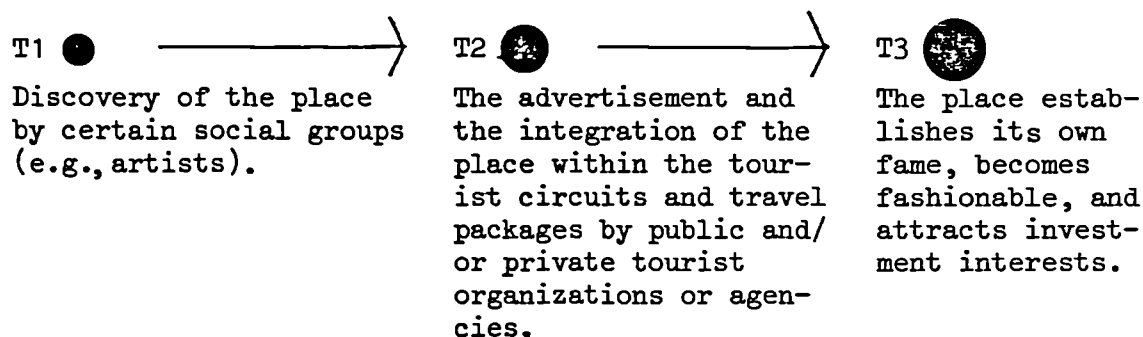 T1
Discovery of the place
by certain social groups
(e.g., artists).
T2
The advertisement and
the integration of the
place within the tour-
ist circuits and travel
packages by public and/
or private tourist
organizations or agen-
cies.
T3
The place estab-
lishes its own
fame, becomes
fashionable, and
attracts invest-
ment interests.